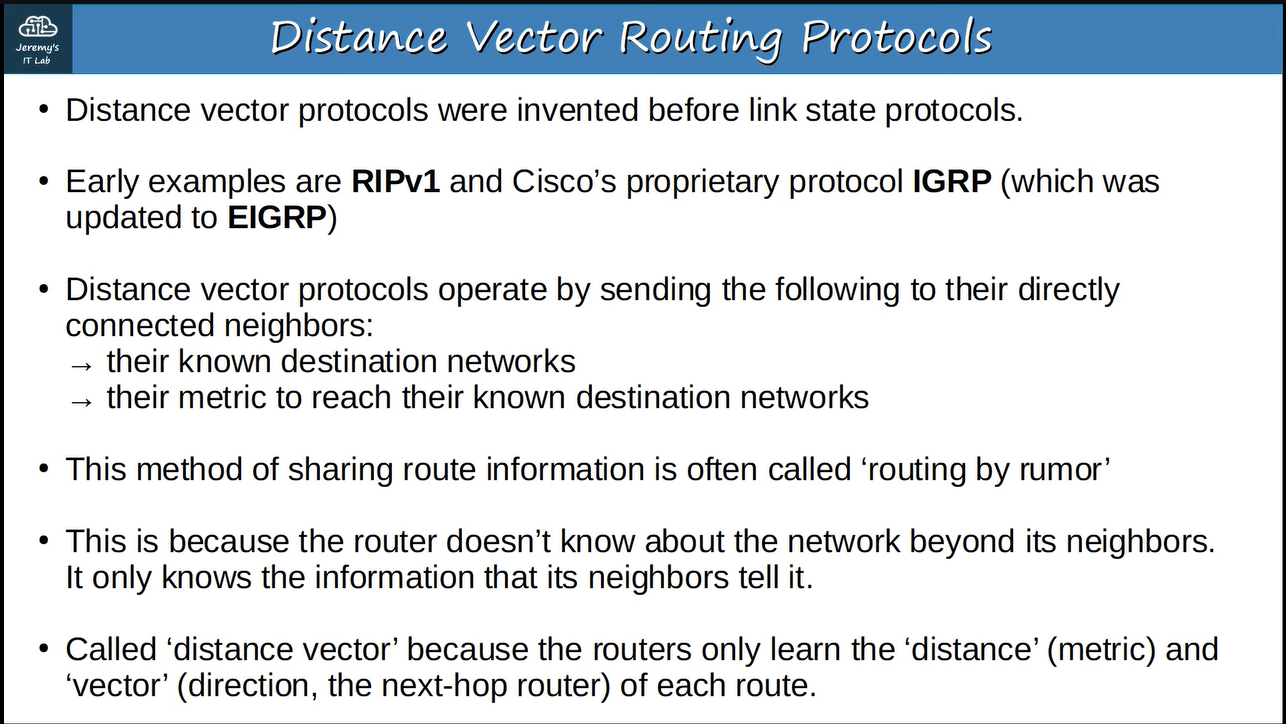 Jeremy's
IT Lab
Distance Vector Routing Protocols
• Distance vector protocols were invented before link state protocols.
• Early examples are RIPv1 and Cisco’s proprietary protocol IGRP (which was
updated to EIGRP)
• Distance vector protocols operate by sending the following to their directly
connected neighbors:
→ their known destination networks
→ their metric to reach their known destination networks
• This method of sharing route information is often called ‘routing by rumor’
• This is because the router doesn’t know about the network beyond its neighbors.
It only knows the information that its neighbors tell it.
• Called ‘distance vector’ because the routers only learn the ‘distance’ (metric) and
‘vector’ (direction, the next-hop router) of each route.